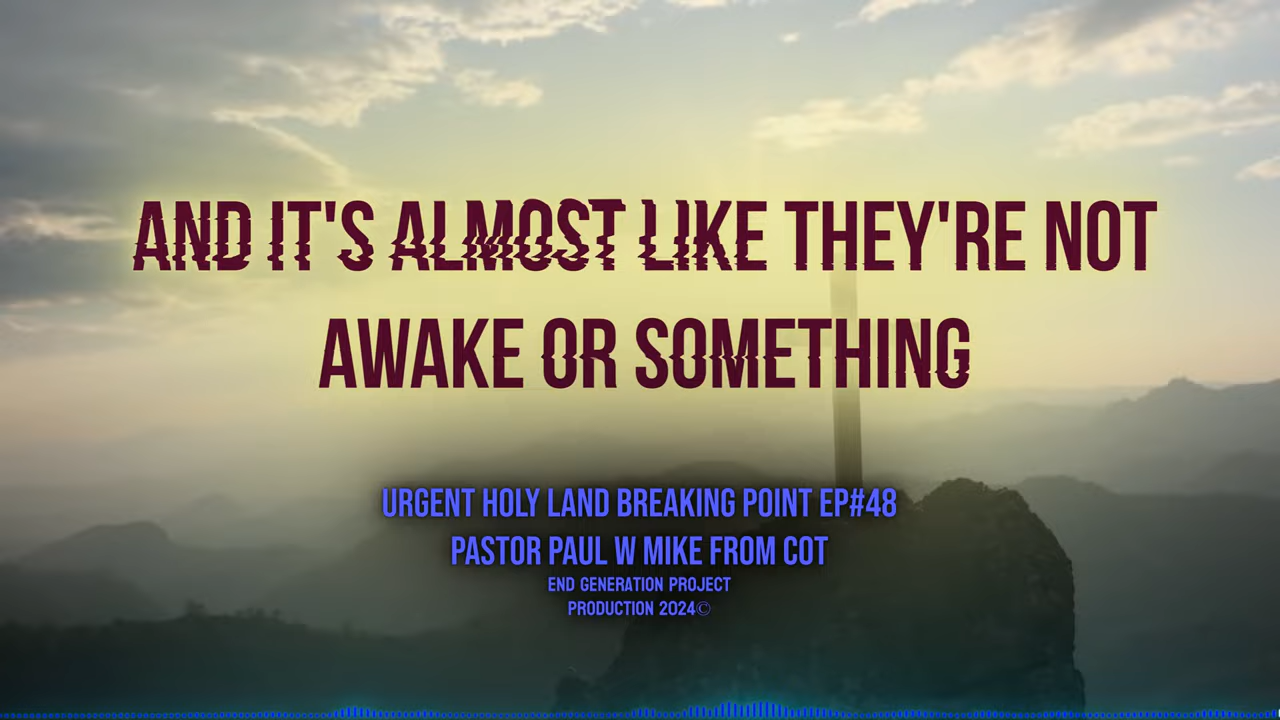 AND IT'S ALMOST LIKE THEY'RE NOT
AWAKE OR SOMETHING
URGENT HOLY LAND BREAKING POINT EP#48
PASTOR PAUL W MIKE FROM COT
END GENERATION PROJECT
PRODUCTION 2024©